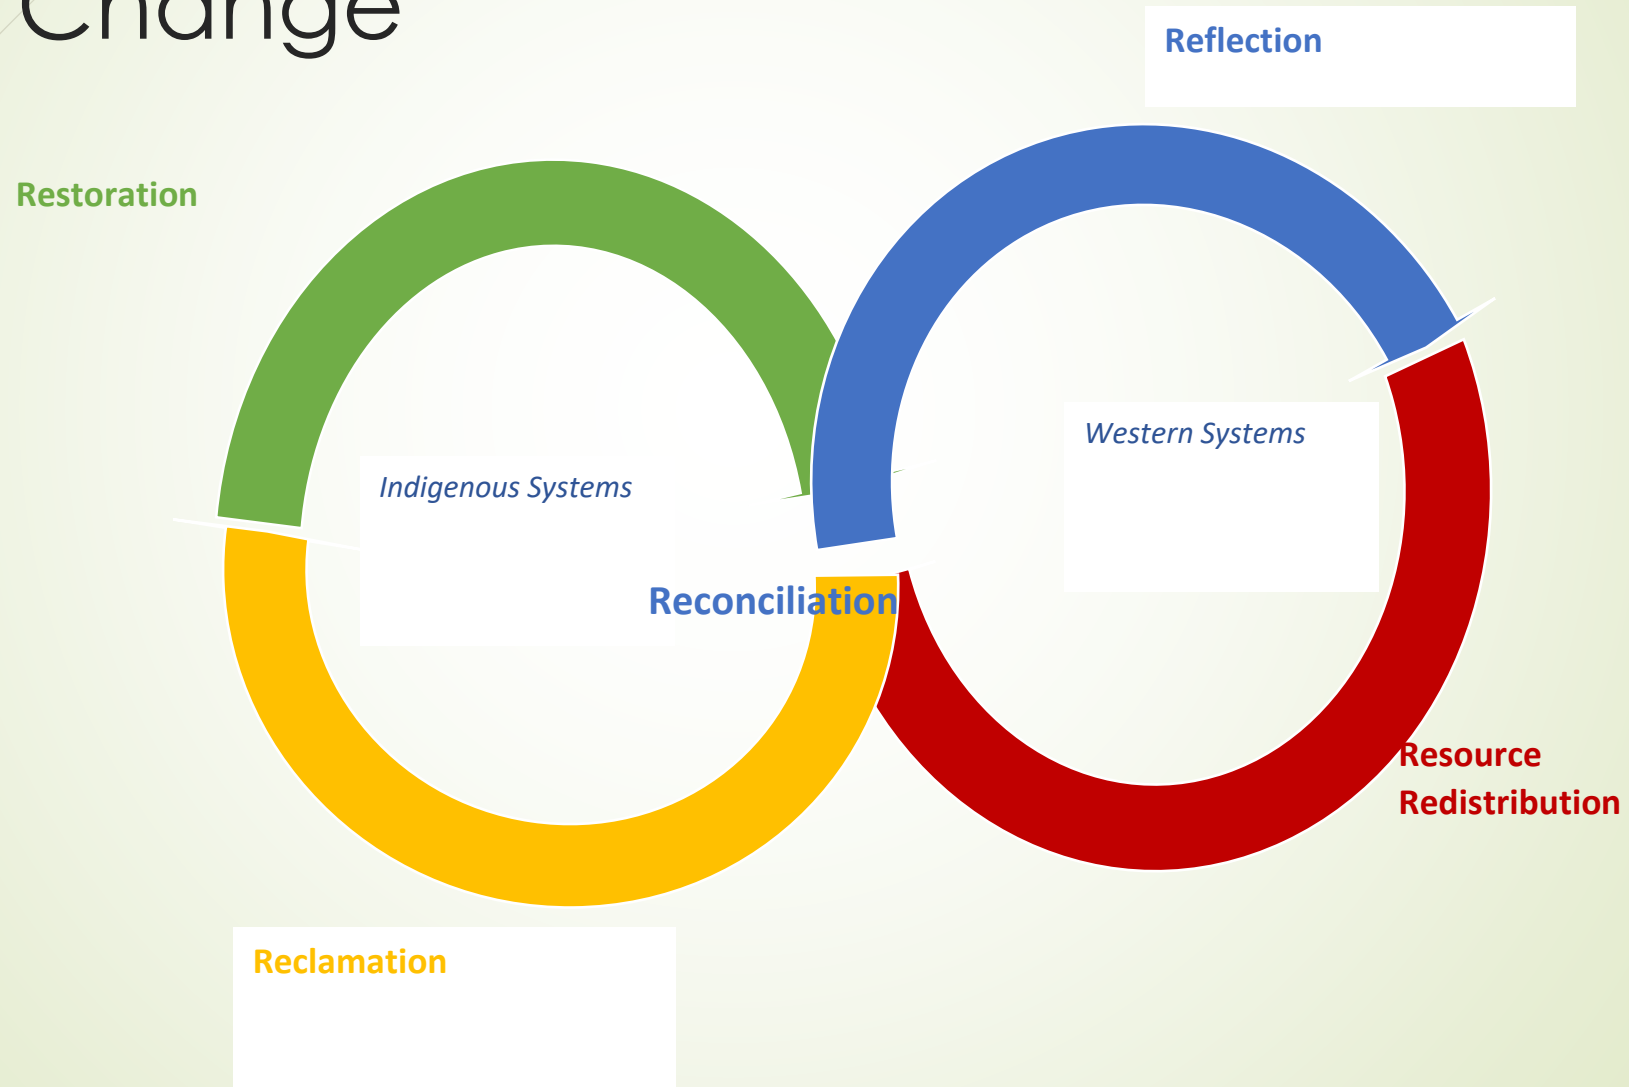 Change
Reflection
Restoration
Western Systems
Indigenous Systems
Reconciliation
Resource
Redistribution
Reclamation